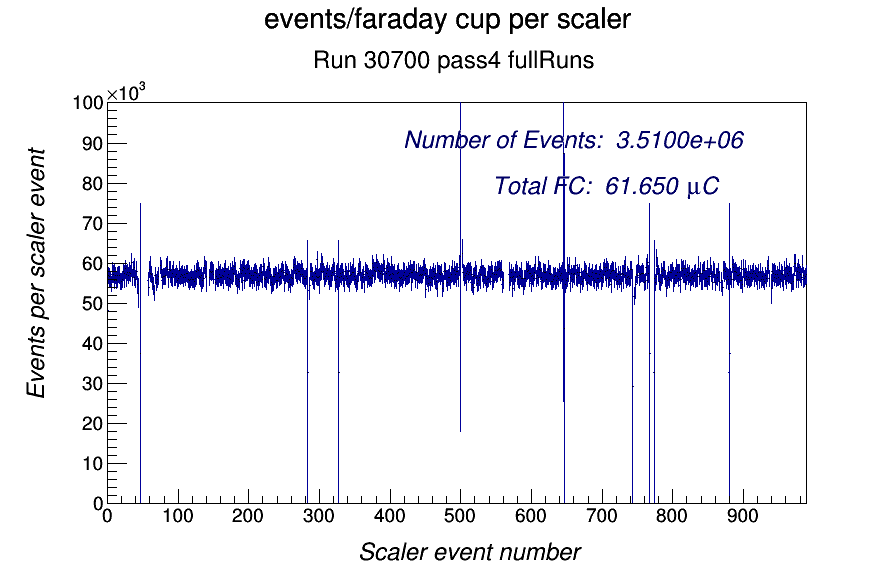 events/faraday cup per scaler
Run 30700 pass4 fullRuns
×10³
100
90
80
70
60
50
40
30
20
10
0
Events per scaler event
Number of Events: 3.5100e+06
Total FC: 61.650 μC
0 100 200 300 400 500 600 700 800 900
Scaler event number